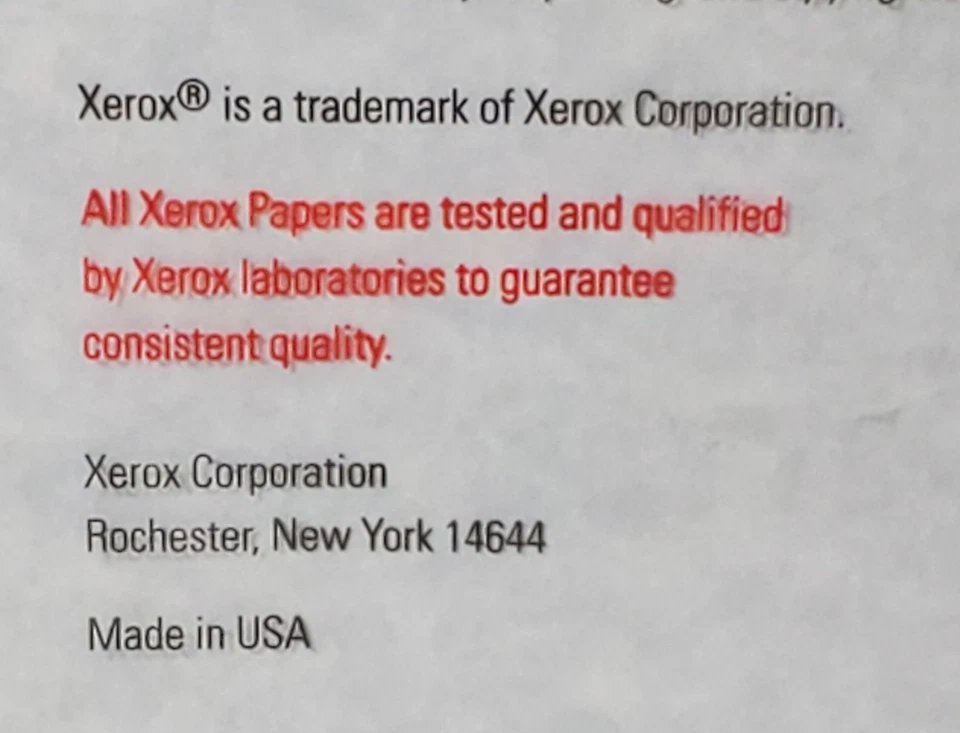 Xerox® is a trademark of Xerox Corporation.
All Xerox Papers are tested and qualified
by Xerox laboratories to guarantee
consistent quality.
Xerox Corporation
Rochester, New York 14644
Made in USA